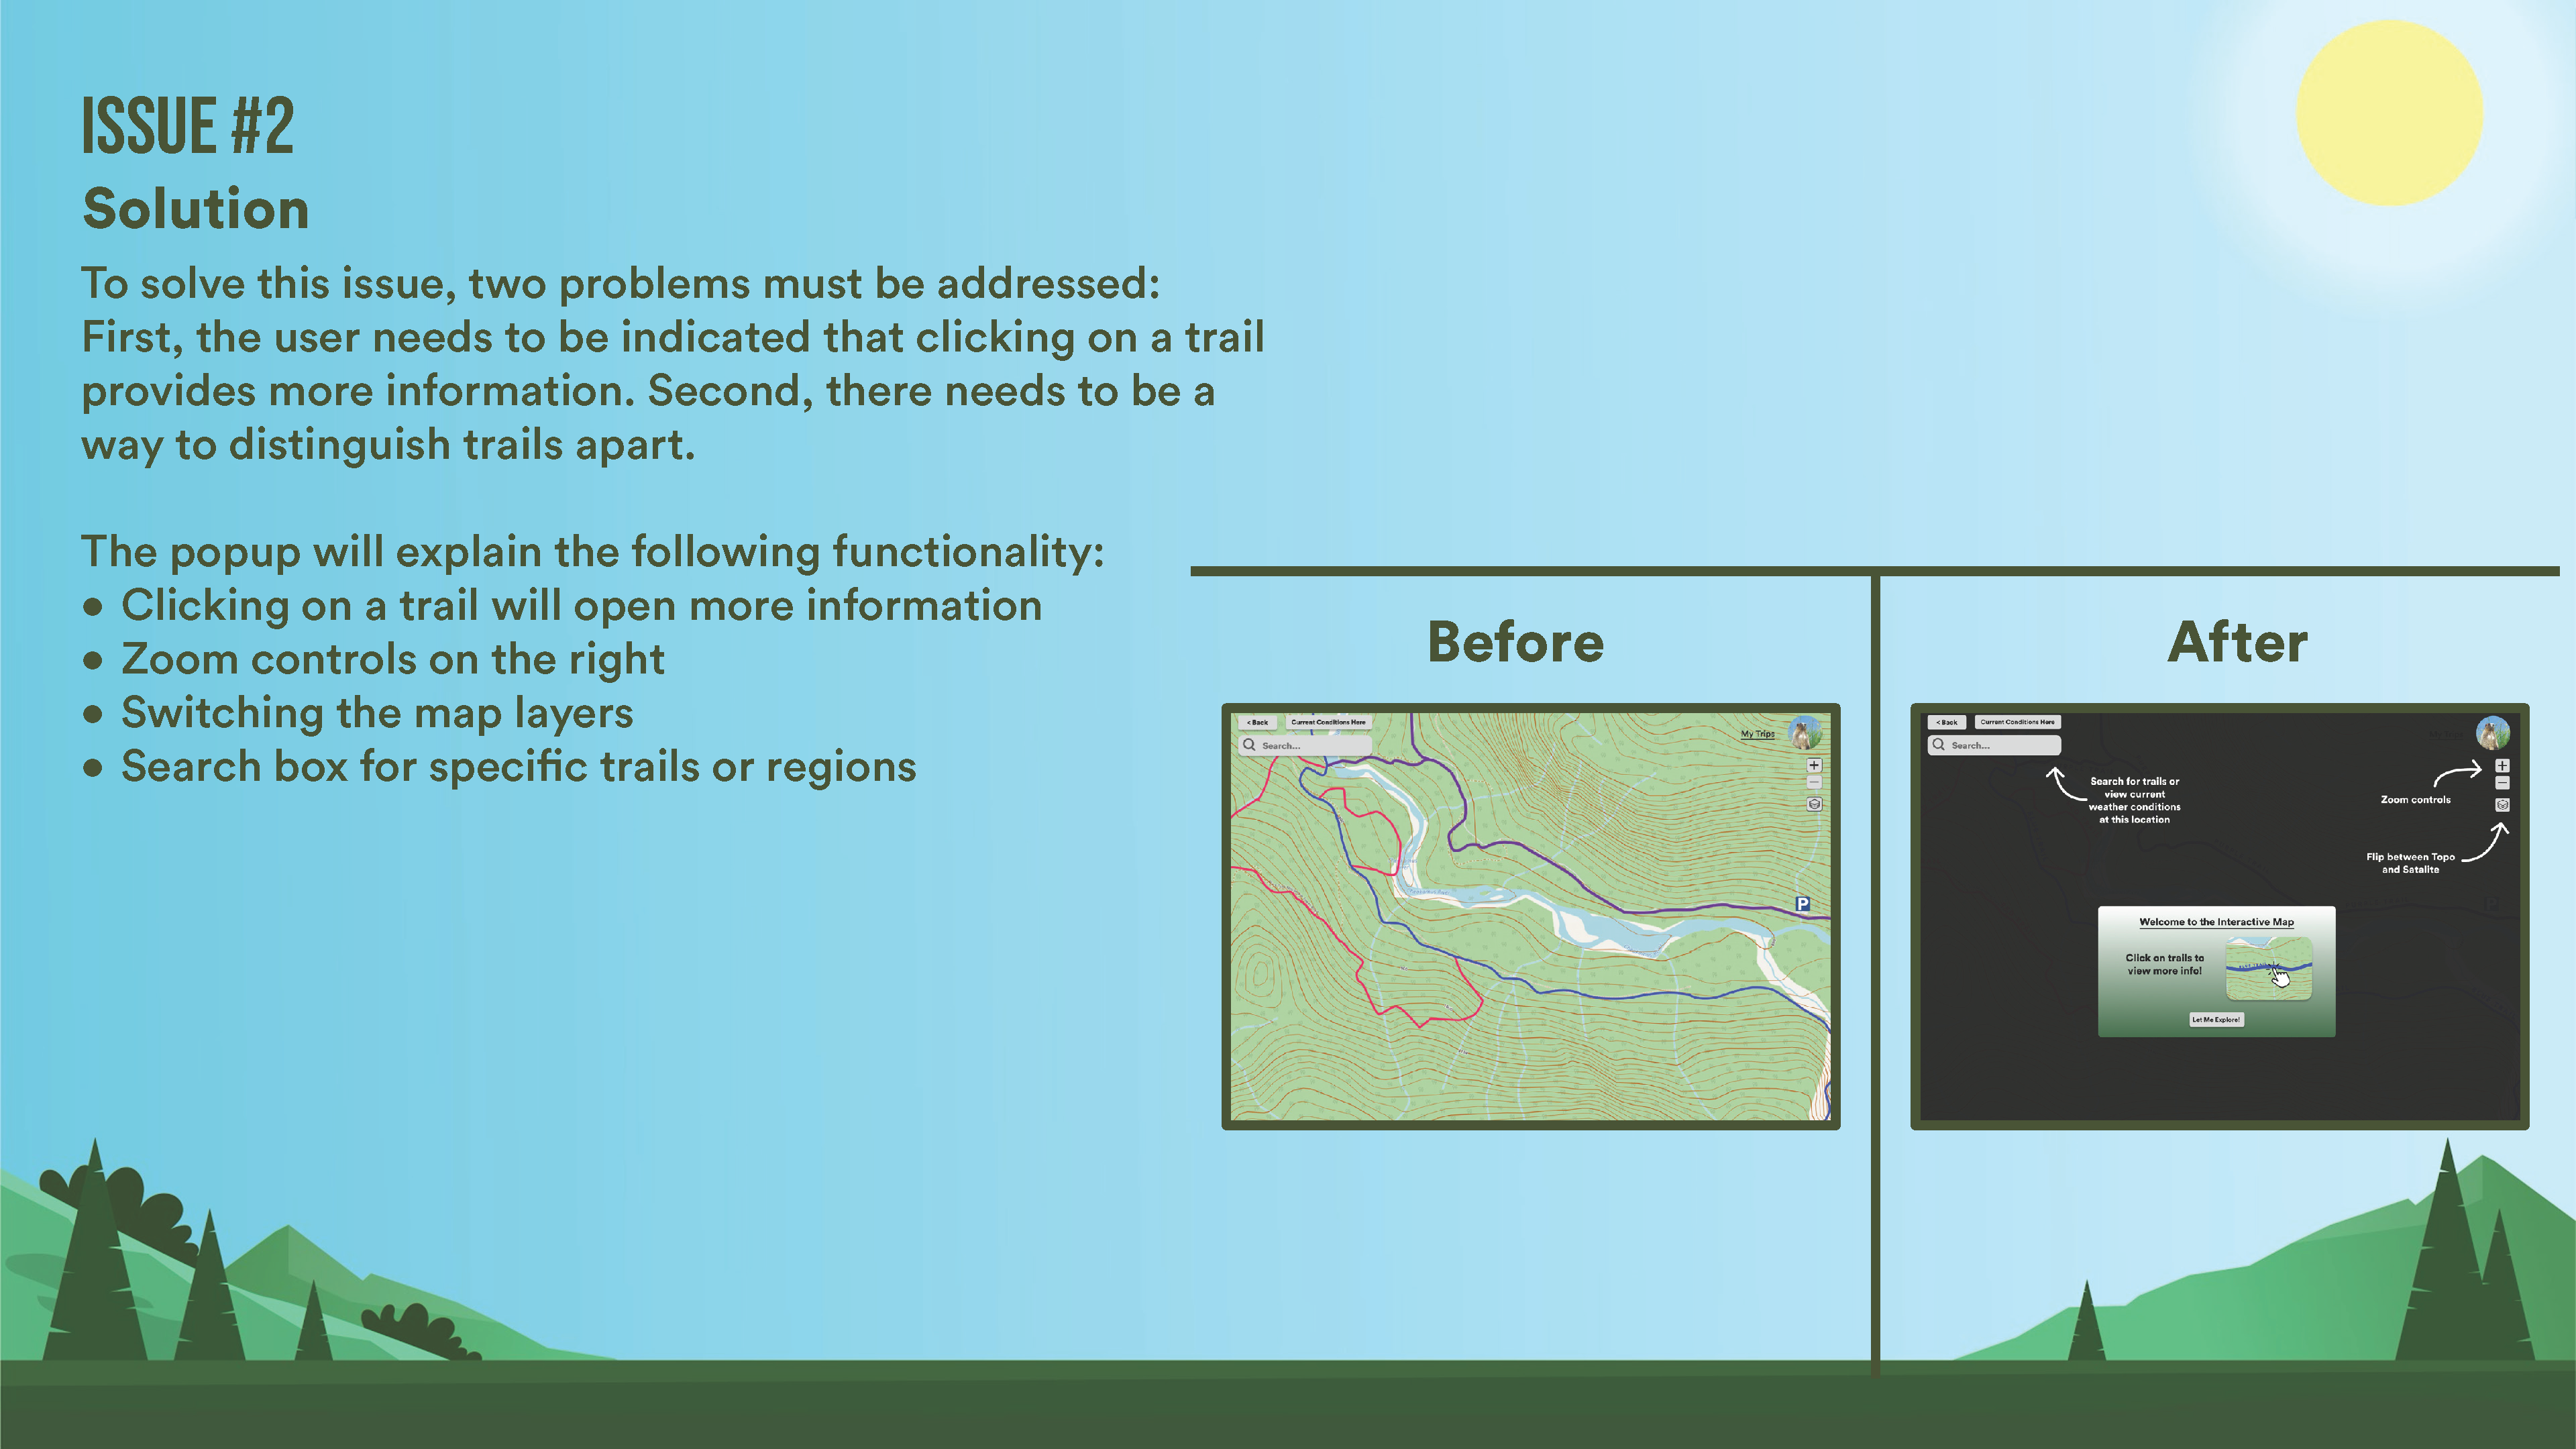 ISSUE #2
Solution
To solve this issue, two problems must be addressed:
First, the user needs to be indicated that clicking on a trail
provides more information. Second, there needs to be a
way to distinguish trails apart.
The popup will explain the following functionality:
● Clicking on a trail will open more information
● Zoom controls on the right
● Switching the map layers
● Search box for specific trails or regions
Before
< Back
Current Conditions Here
Search...
My Trips
+
−
P
After
< Back
Current Conditions Here
Search...
My Trips
+
−
Search for trails or
view current
weather conditions
at this location
Zoom controls
Flip between Topo
and Satalite
Welcome to the Interactive Map
Click on trails to
view more info!
Let Me Explore!